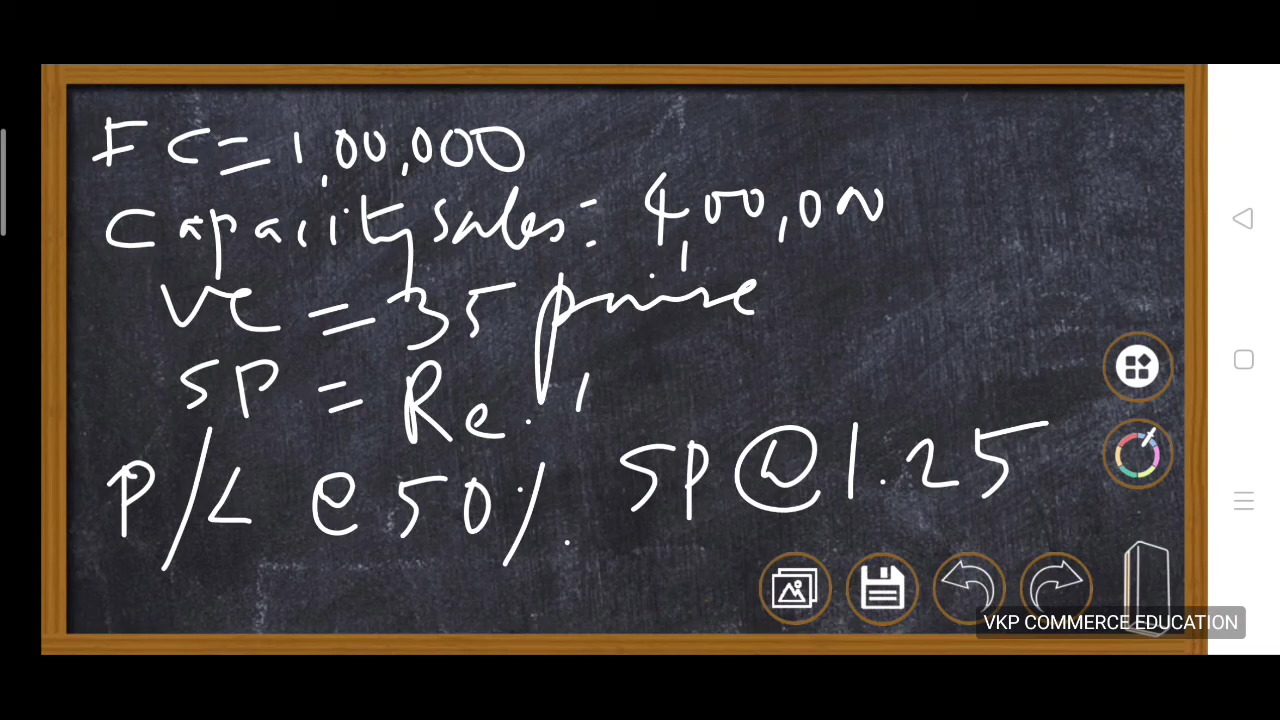 FC = 1,00,000
Capacity sales = 4,00,000
VC = 35 paise
SP = Re. 1
P/L @ 50% SP @ 1.25
VKP COMMERCE EDUCATION